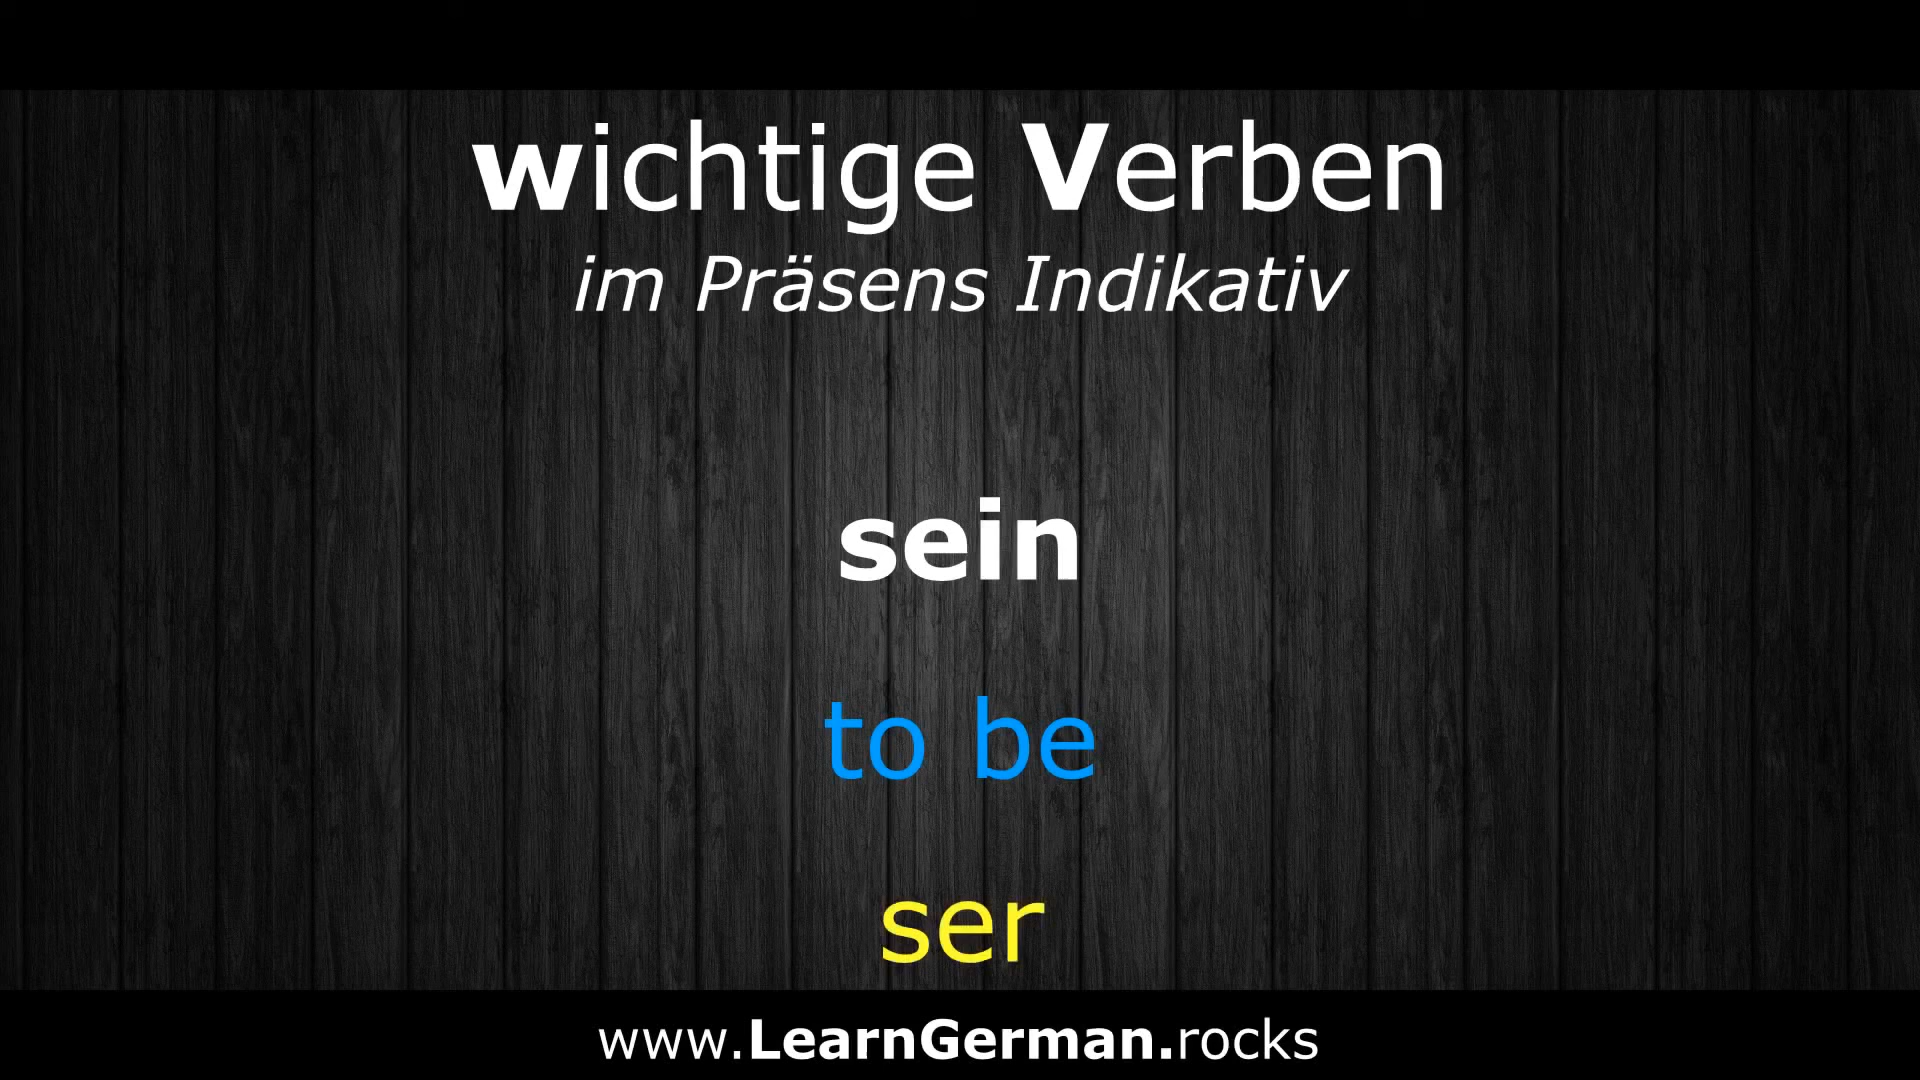 wichtige Verben
im Präsens Indikativ
sein
to be
ser
www.LearnGerman.rocks